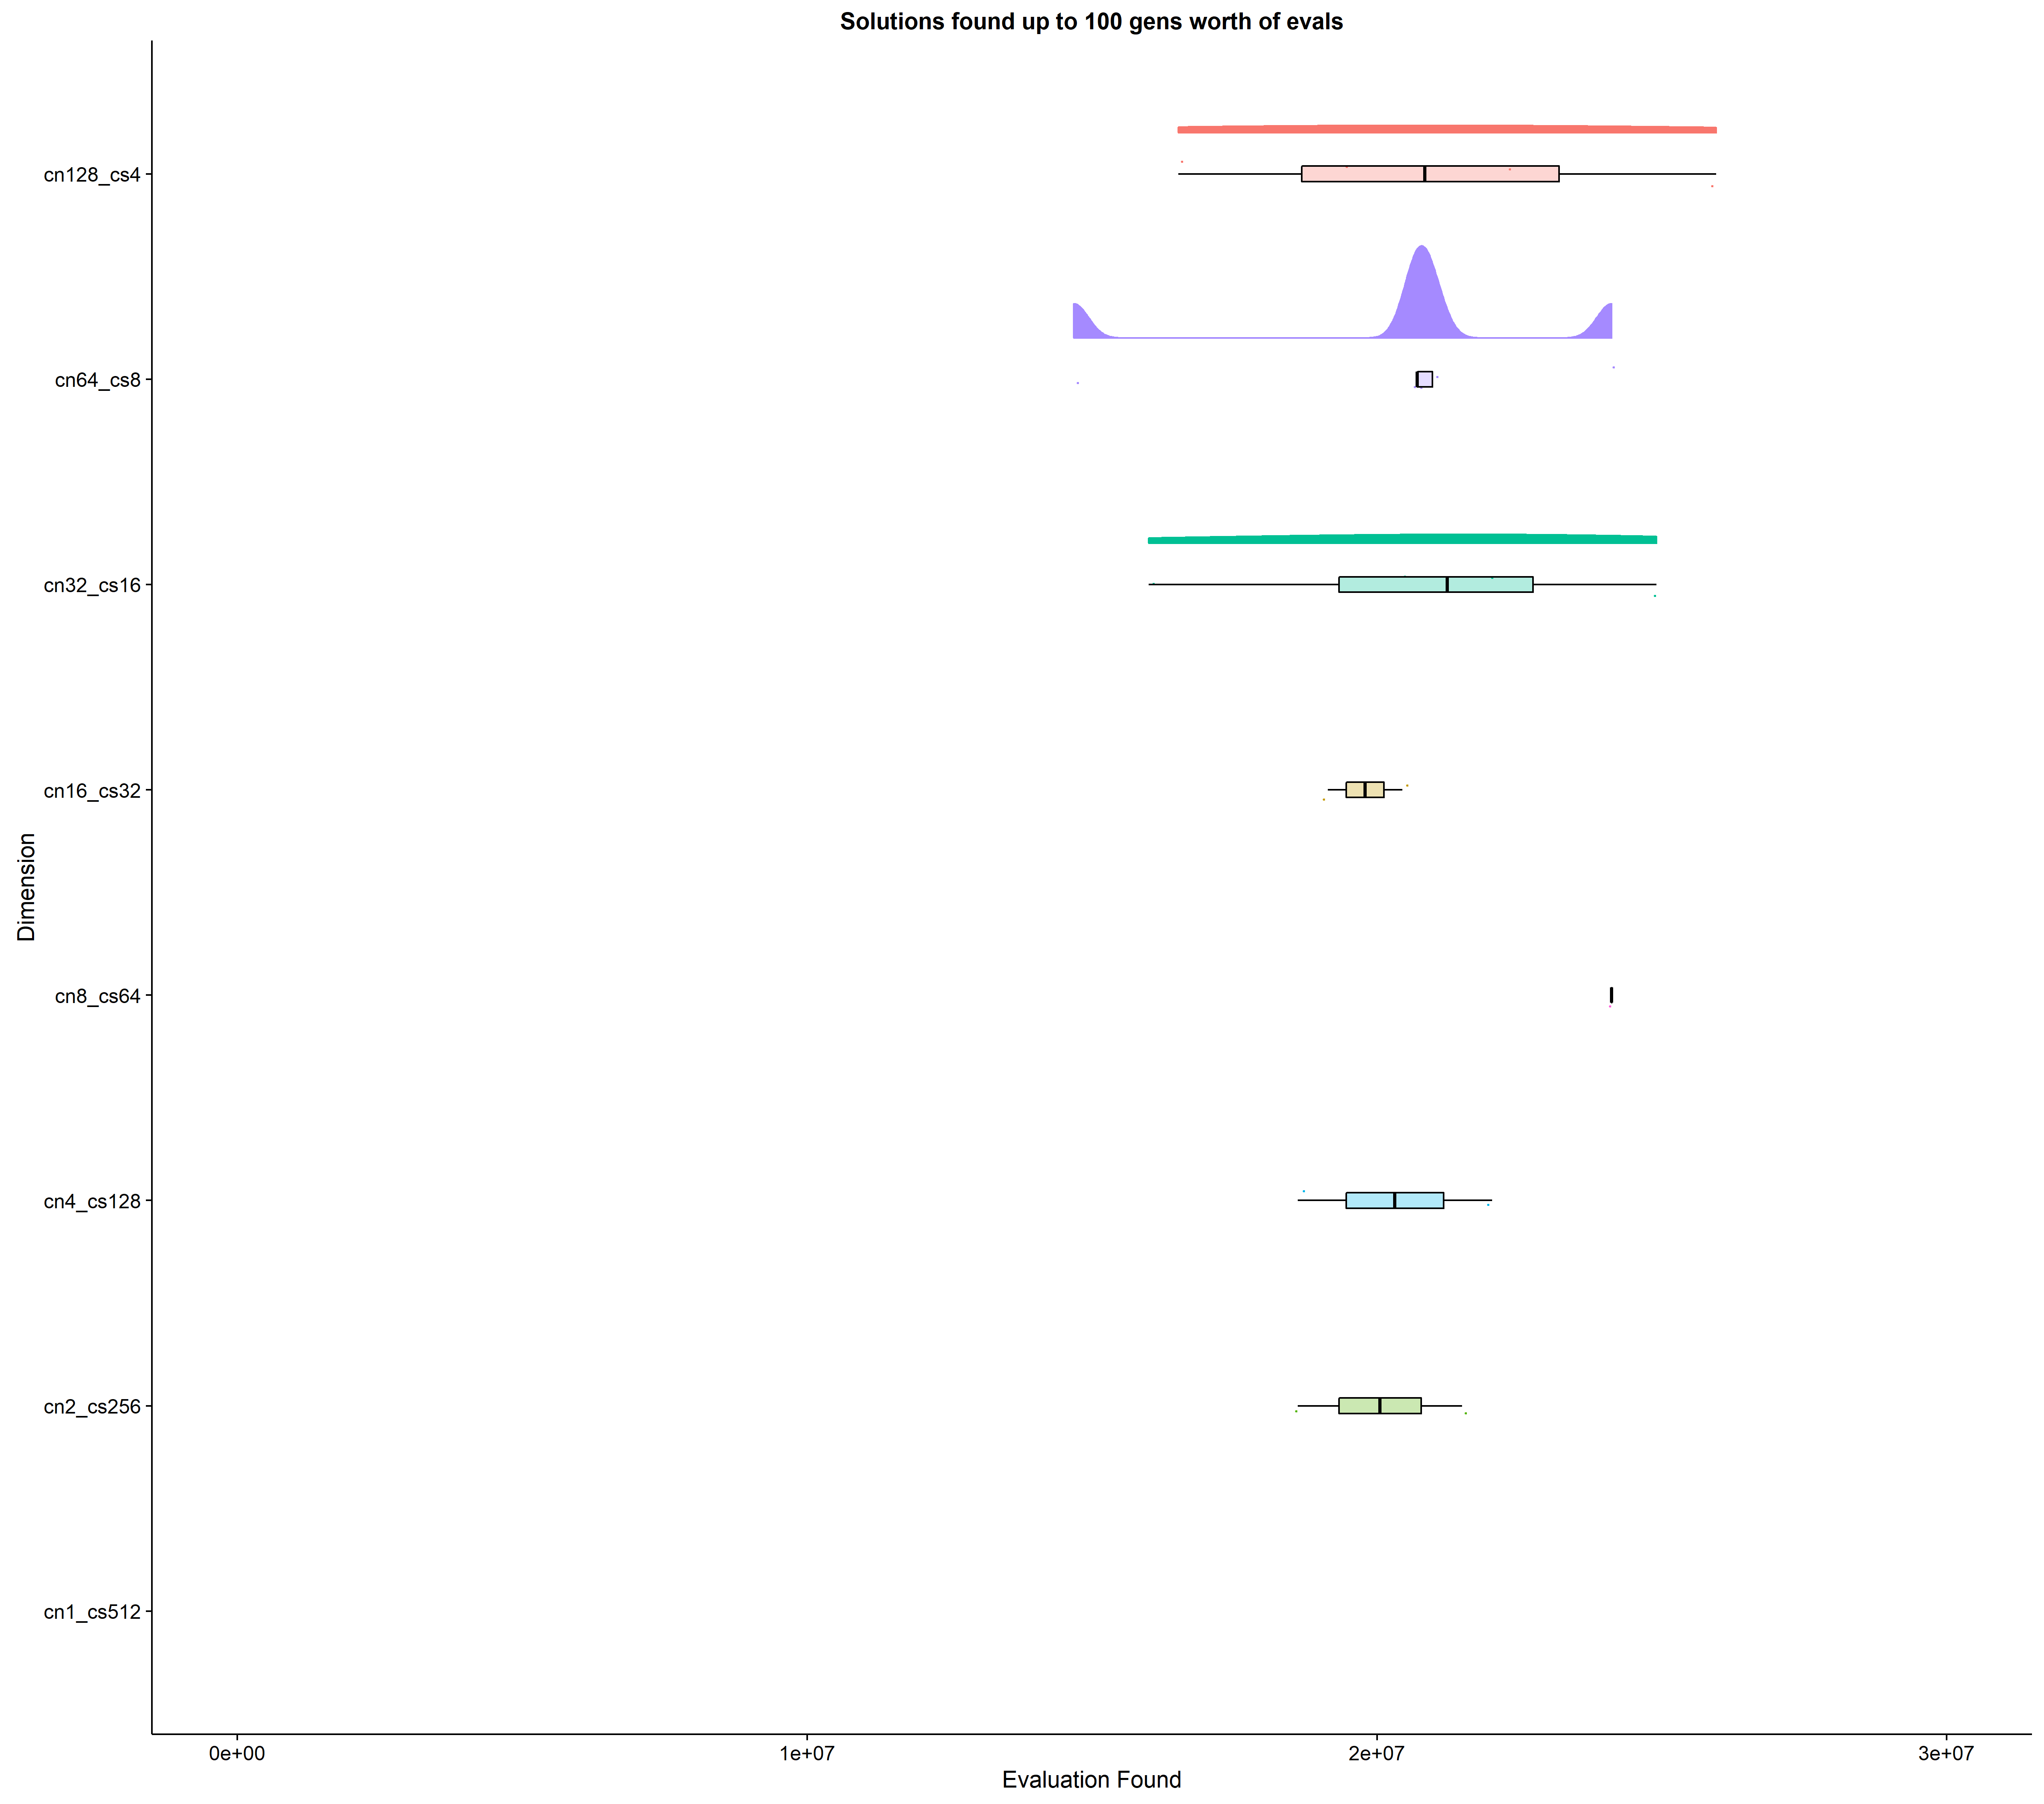 Solutions found up to 100 gens worth of evals
cn128_cs4
cn64_cs8
cn32_cs16
cn16_cs32
cn8_cs64
cn4_cs128
cn2_cs256
cn1_cs512
Dimension
0e+00 1e+07 2e+07 3e+07
Evaluation Found